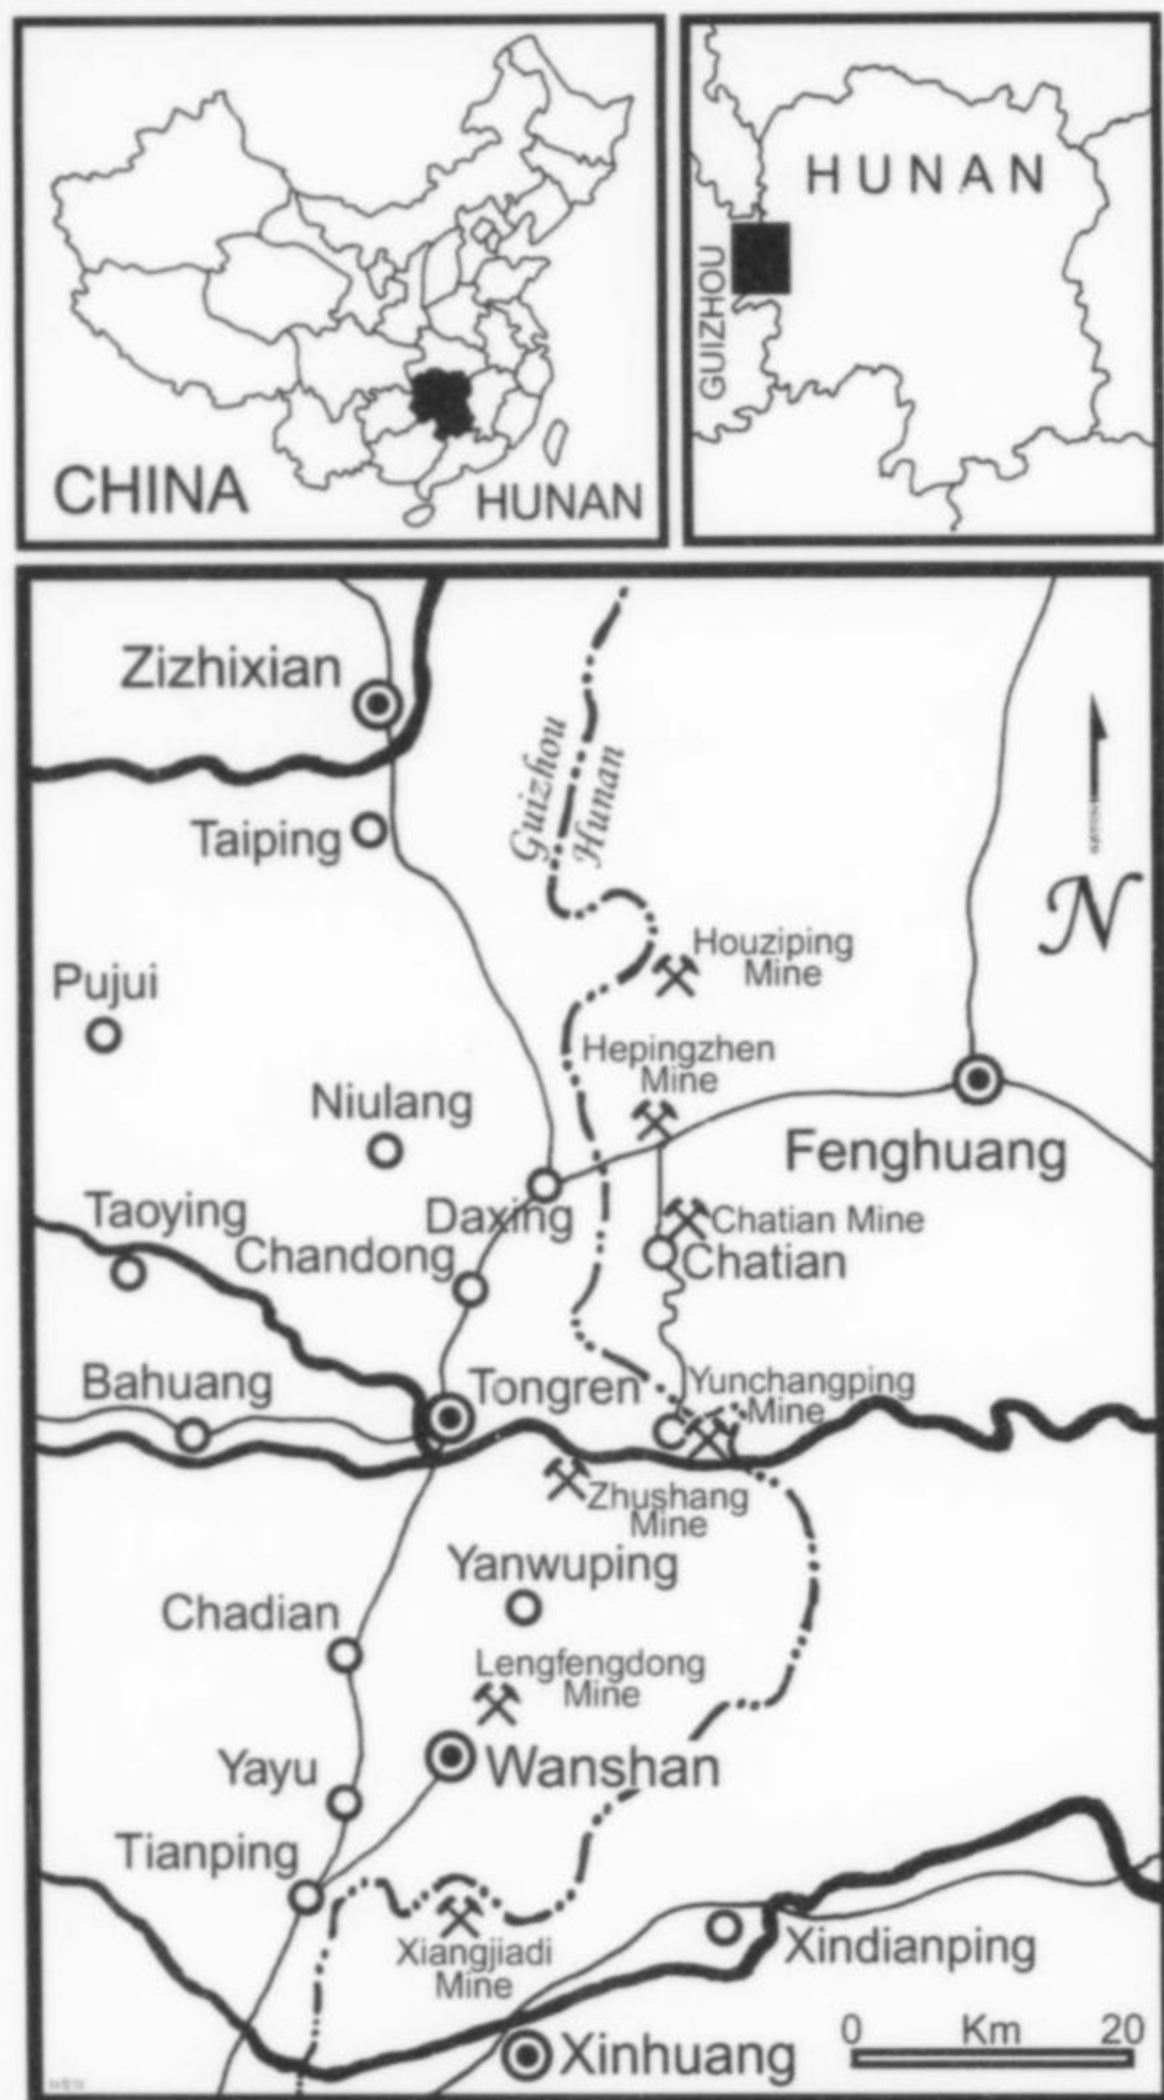 CHINA
HUNAN
HUNAN
GUIZHOU
Zizhixian
Guizhou
Hunan
Taiping
N
Houziping
Mine
Pujui
Hepingzhen
Mine
Niulang
Fenghuang
Taoying
Daxing
Chatian Mine
Chandong
Chatian
Bahuang
Tongren
Yunchangping
Mine
Zhushang
Mine
Yanwuping
Chadian
Lengfengdong
Mine
Yayu
Wanshan
Tianping
Xiangjiadi
Mine
Xindianping
0 Km 20
Xinhuang